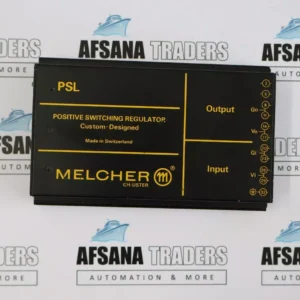 AFSANA
TRADERS
AUTOMATION & MORE
PSL
Output
POSITIVE SWITCHING REGULATOR
Custom-Designed
Made in Switzerland
Input
MELCHER
CH-USTER
AFSANA
TRADERS
AUTOMATION & MORE